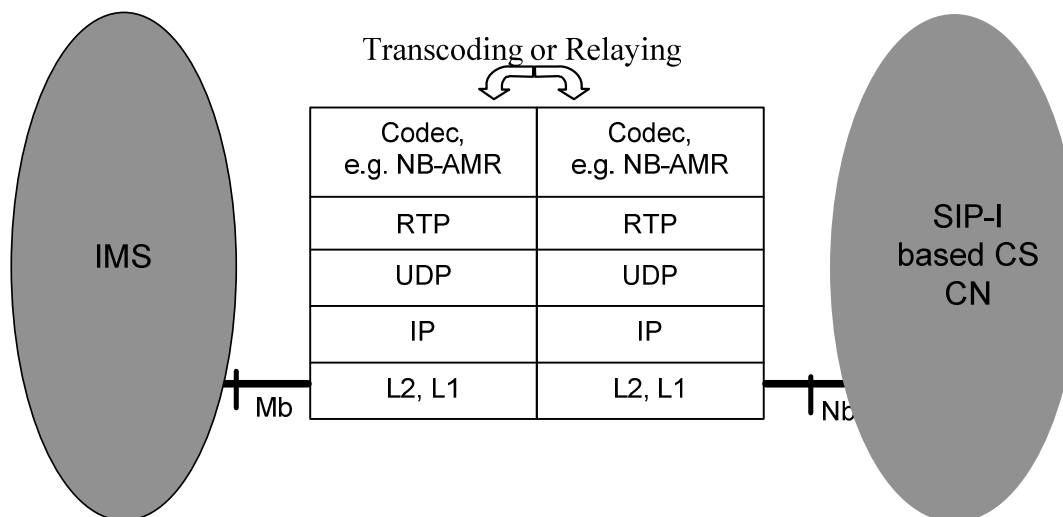 Transcoding or Relaying
IMS
Codec,
e.g. NB-AMR
Codec,
e.g. NB-AMR
RTP
RTP
UDP
UDP
IP
IP
L2, L1
L2, L1
Mb
Nb
SIP-I
based CS
CN